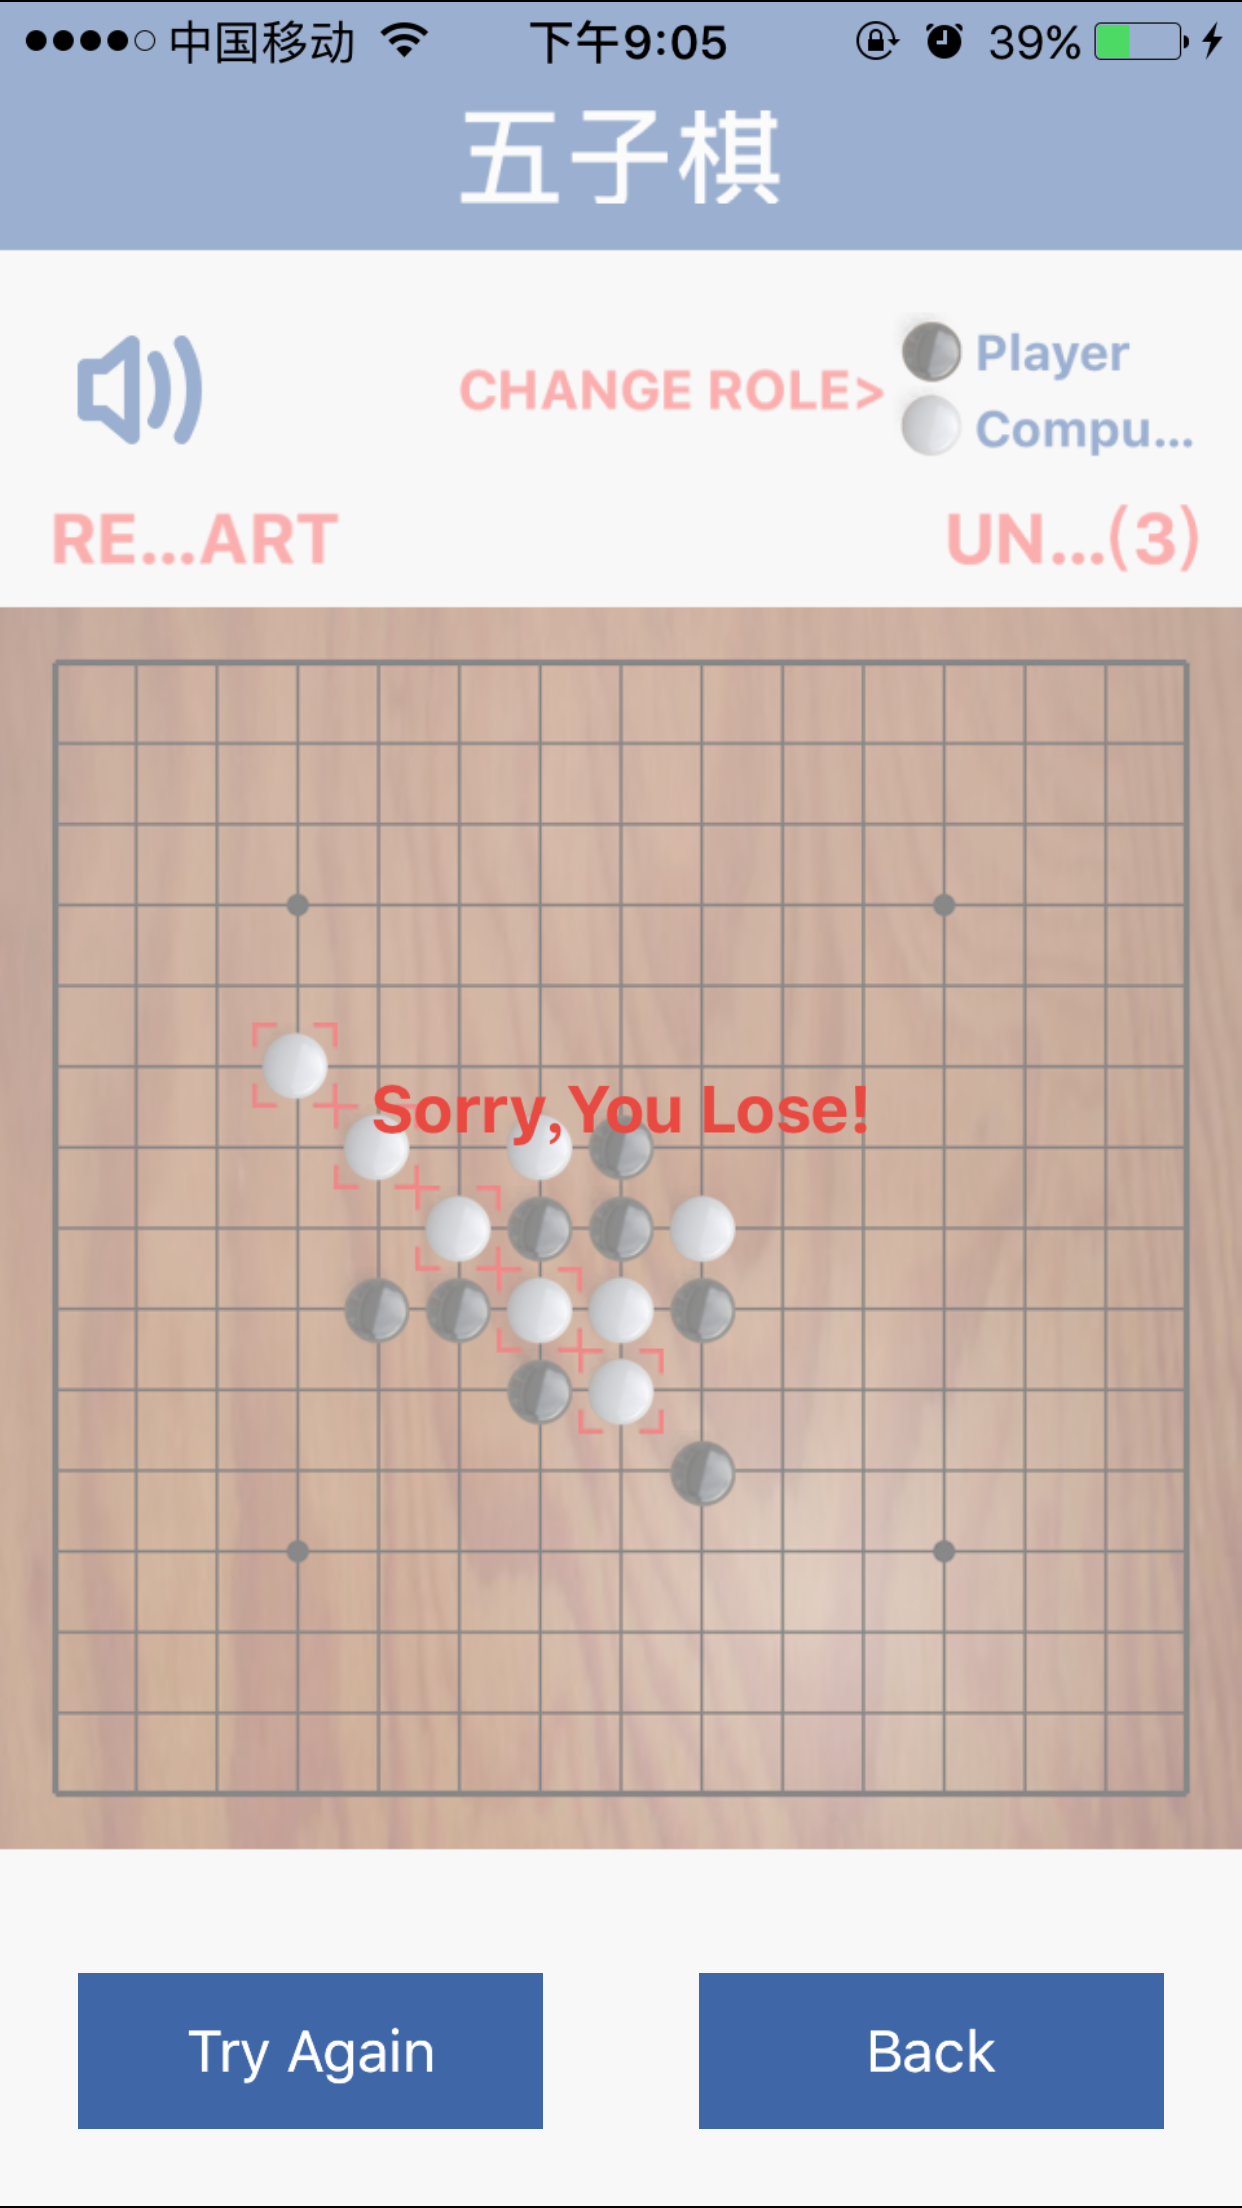 中国移动 下午9:05 39%
五子棋
Player
CHANGE ROLE>
Compu...
RE...ART UN...(3)
Sorry,You Lose!
Try Again Back